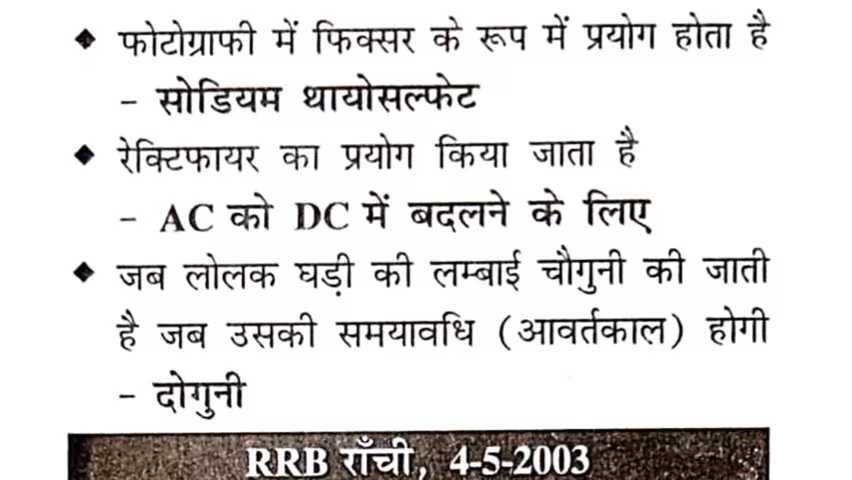 ◆ फोटोग्राफी में फिक्सर के रूप में प्रयोग होता है
- सोडियम थायोसल्फेट
◆ रेक्टिफायर का प्रयोग किया जाता है
- AC को DC में बदलने के लिए
◆ जब लोलक घड़ी की लम्बाई चौगुनी की जाती
है जब उसकी समयावधि (आवर्तकाल) होगी
- दोगुनी
RRB राँची, 4-5-2003